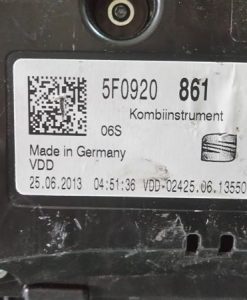 5F0920 861
Kombiinstrument
06S
Made in Germany
VDD
25.06.2013 04:51:36 VDD-02425.06.13550